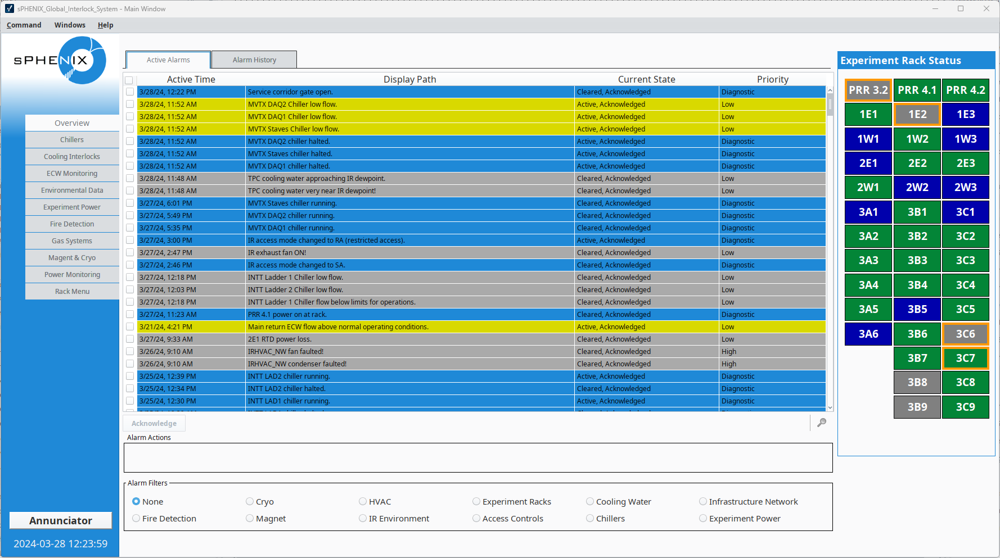 sPHENIX_Global_Interlock_System - Main Window
Command Windows Help
sPHENIX
Overview
Chillers
Cooling Interlocks
ECW Monitoring
Environmental Data
Experiment Power
Fire Detection
Gas Systems
Magent & Cryo
Power Monitoring
Rack Menu
Annunciator
2024-03-28 12:23:59
Active Alarms Alarm History
Active Time Display Path Current State Priority
3/28/24, 12:22 PM Service corridor gate open. Cleared, Acknowledged Diagnostic
3/28/24, 11:52 AM MVTX DAQ2 Chiller low flow. Active, Acknowledged Low
3/28/24, 11:52 AM MVTX DAQ1 Chiller low flow. Active, Acknowledged Low
3/28/24, 11:52 AM MVTX Staves Chiller low flow. Active, Acknowledged Low
3/28/24, 11:52 AM MVTX DAQ2 chiller halted. Active, Acknowledged Diagnostic
3/28/24, 11:52 AM MVTX Staves chiller halted. Active, Acknowledged Diagnostic
3/28/24, 11:52 AM MVTX DAQ1 chiller halted. Active, Acknowledged Diagnostic
3/28/24, 11:48 AM TPC cooling water approaching IR dewpoint. Cleared, Acknowledged Low
3/28/24, 11:48 AM TPC cooling water very near IR dewpoint! Cleared, Acknowledged Low
3/27/24, 6:01 PM MVTX Staves chiller running. Cleared, Acknowledged Diagnostic
3/27/24, 5:49 PM MVTX DAQ2 chiller running. Cleared, Acknowledged Diagnostic
3/27/24, 5:35 PM MVTX DAQ1 chiller running. Cleared, Acknowledged Diagnostic
3/27/24, 3:00 PM IR access mode changed to RA (restricted access). Active, Acknowledged Diagnostic
3/27/24, 2:47 PM IR exhaust fan ON! Cleared, Acknowledged Low
3/27/24, 2:46 PM IR access mode changed to SA. Cleared, Acknowledged Diagnostic
3/27/24, 12:18 PM INTT Ladder 1 Chiller low flow. Cleared, Acknowledged Low
3/27/24, 12:03 PM INTT Ladder 2 Chiller low flow. Cleared, Acknowledged Low
3/27/24, 12:18 PM INTT Ladder 1 Chiller flow below limits for operations. Cleared, Acknowledged Low
3/27/24, 11:23 AM PRR 4.1 power on at rack. Cleared, Acknowledged Diagnostic
3/21/24, 4:21 PM Main return ECW flow above normal operating conditions. Active, Acknowledged Low
3/27/24, 9:33 AM 2E1 RTD power loss. Cleared, Acknowledged Low
3/26/24, 9:10 AM IRHVAC_NW fan faulted! Cleared, Acknowledged High
3/26/24, 9:10 AM IRHVAC_NW condenser faulted! Cleared, Acknowledged High
3/25/24, 12:39 PM INTT LAD2 chiller running. Active, Acknowledged Diagnostic
3/25/24, 12:34 PM INTT LAD2 chiller halted. Cleared, Acknowledged Diagnostic
3/25/24, 12:30 PM INTT LAD1 chiller running. Active, Acknowledged Diagnostic
Acknowledge
Alarm Actions
Alarm Filters
None Cryo HVAC Experiment Racks Cooling Water Infrastructure Network
Fire Detection Magnet IR Environment Access Controls Chillers Experiment Power
Experiment Rack Status
PRR 3.2 PRR 4.1 PRR 4.2
1E1 1E2 1E3
1W1 1W2 1W3
2E1 2E2 2E3
2W1 2W2 2W3
3A1 3B1 3C1
3A2 3B2 3C2
3A3 3B3 3C3
3A4 3B4 3C4
3A5 3B5 3C5
3A6 3B6 3C6
3B7 3C7
3B8 3C8
3B9 3C9